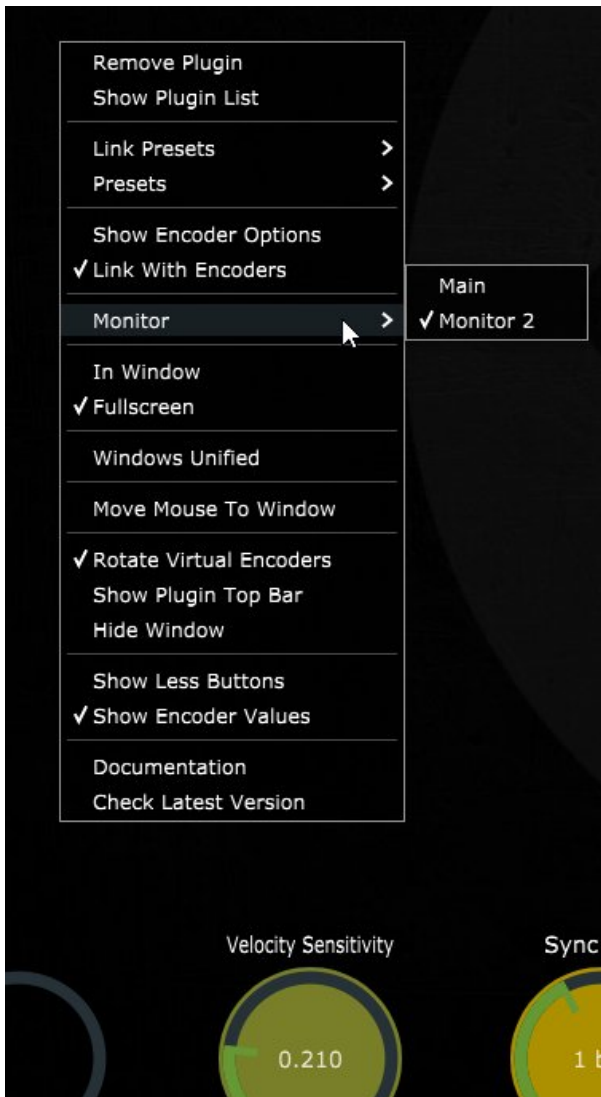 Remove Plugin
Show Plugin List
Link Presets
Presets
Show Encoder Options
Link With Encoders
Monitor
Main
Monitor 2
In Window
Fullscreen
Windows Unified
Move Mouse To Window
Rotate Virtual Encoders
Show Plugin Top Bar
Hide Window
Show Less Buttons
Show Encoder Values
Documentation
Check Latest Version
Velocity Sensitivity
Sync
0.210
1